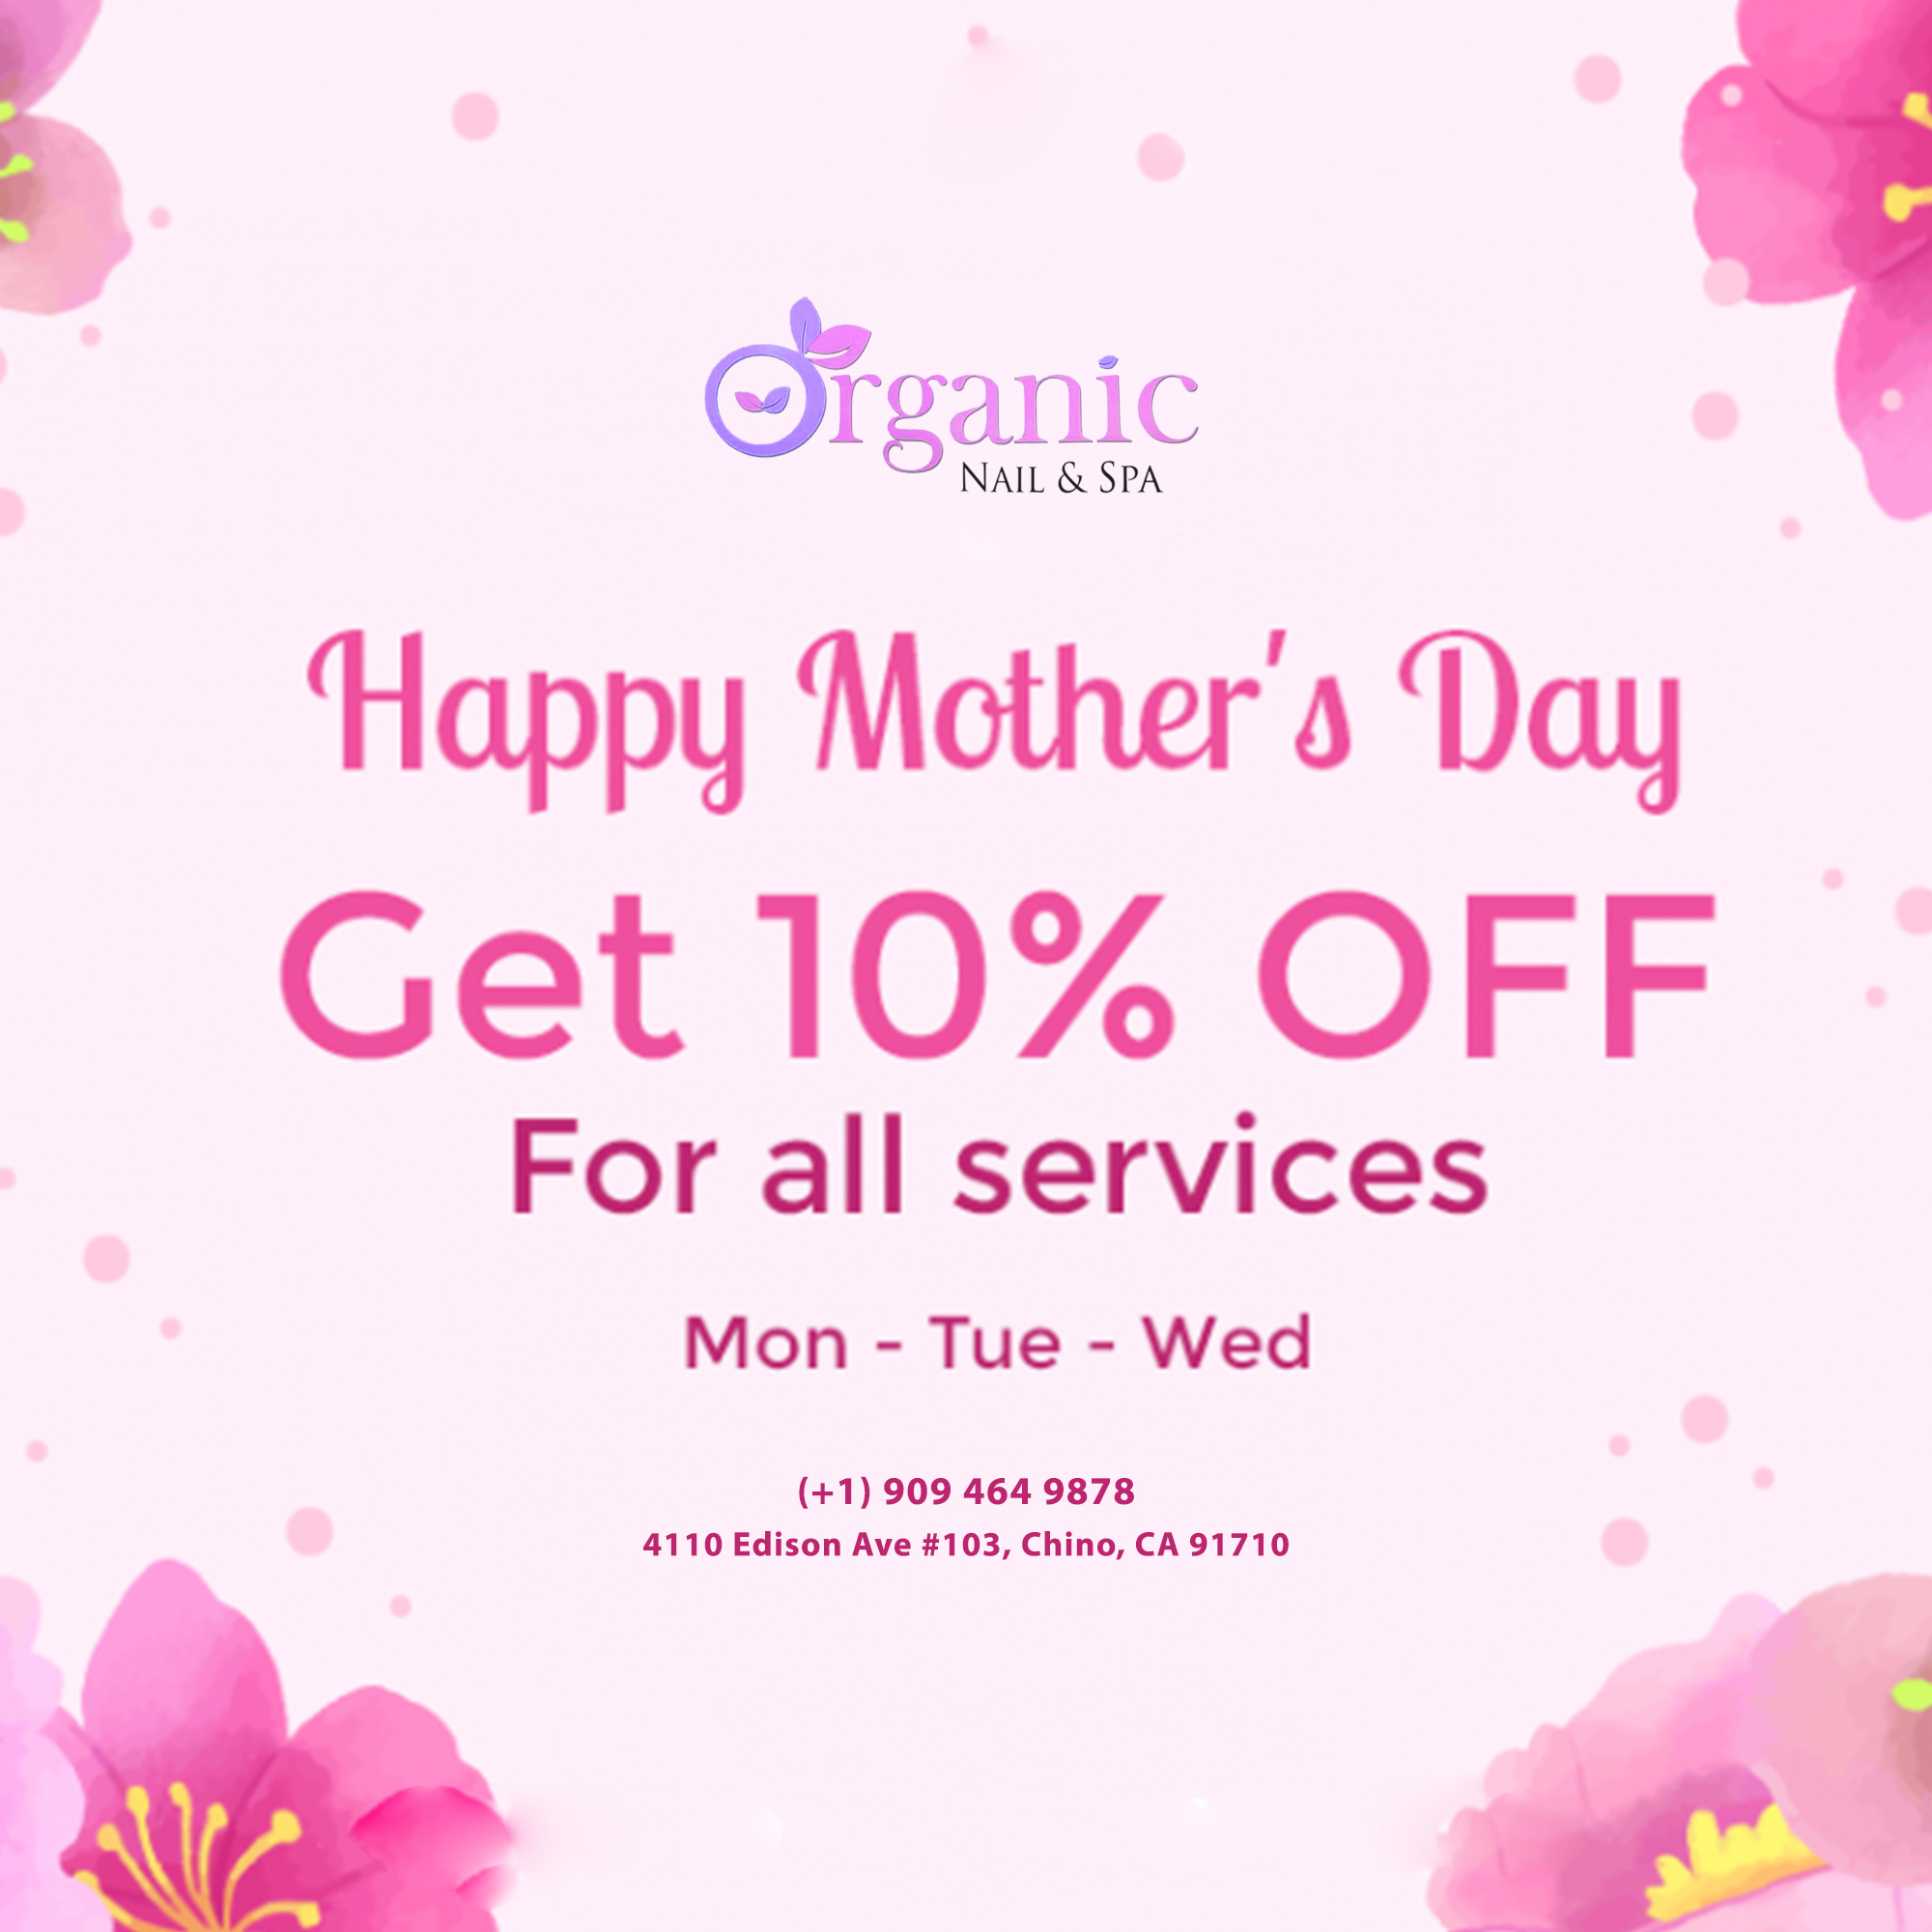 Organic
Nail & Spa
Happy Mother's Day
Get 10% OFF
For all services
Mon - Tue - Wed
(+1) 909 464 9878
4110 Edison Ave #103, Chino, CA 91710